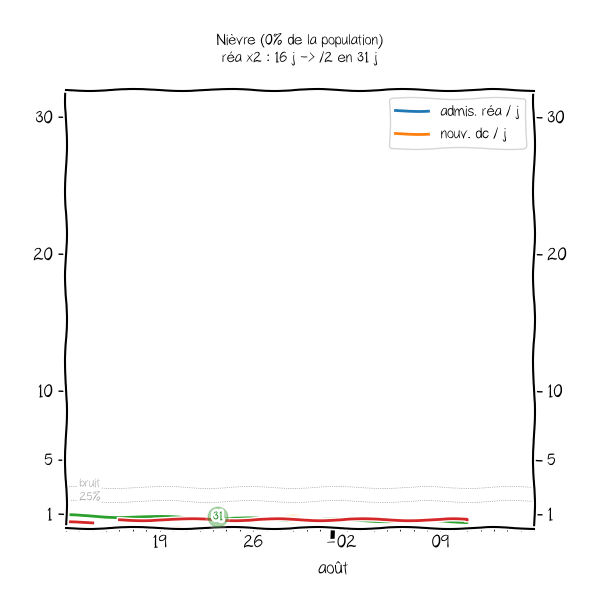 Nièvre (0% de la population)
réa x2 : 16 j -> /2 en 31 j
admis. réa / j
nouv. dc / j
30
30
20
20
10
10
5
5
bruit
25%
1
1
31
19
26
02
09
août